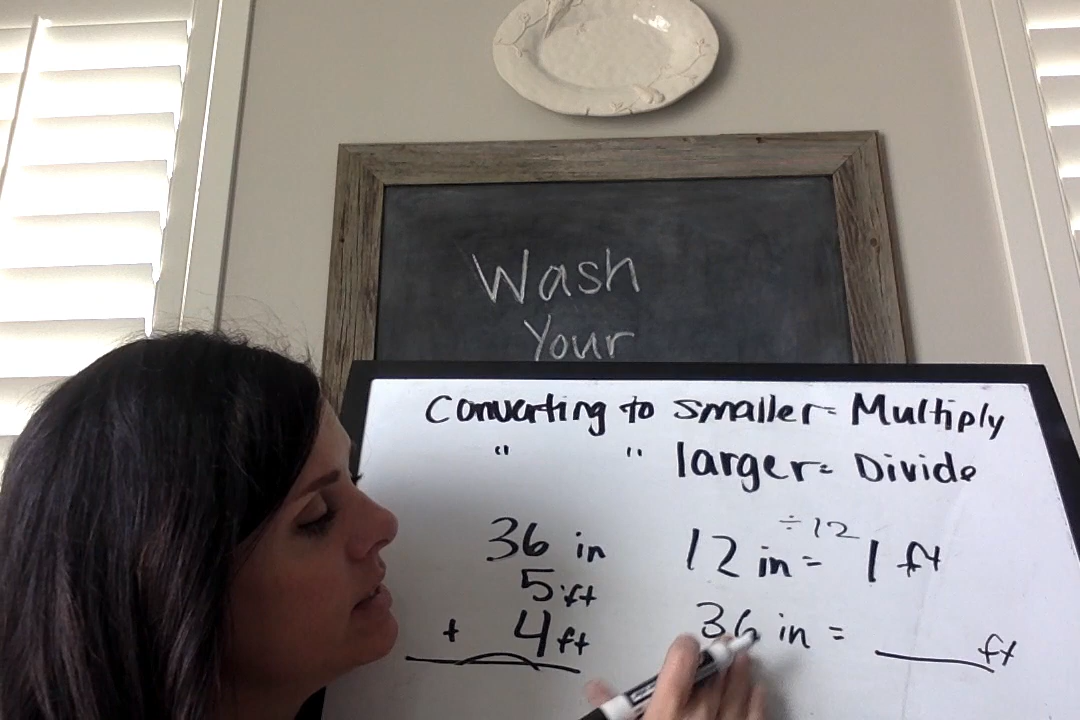 Wash
Your
Converting to smaller = Multiply
" " larger = Divide
36 in
5 ft
+ 4 ft
÷ 12
12 in = 1 ft
36 in = ___ ft